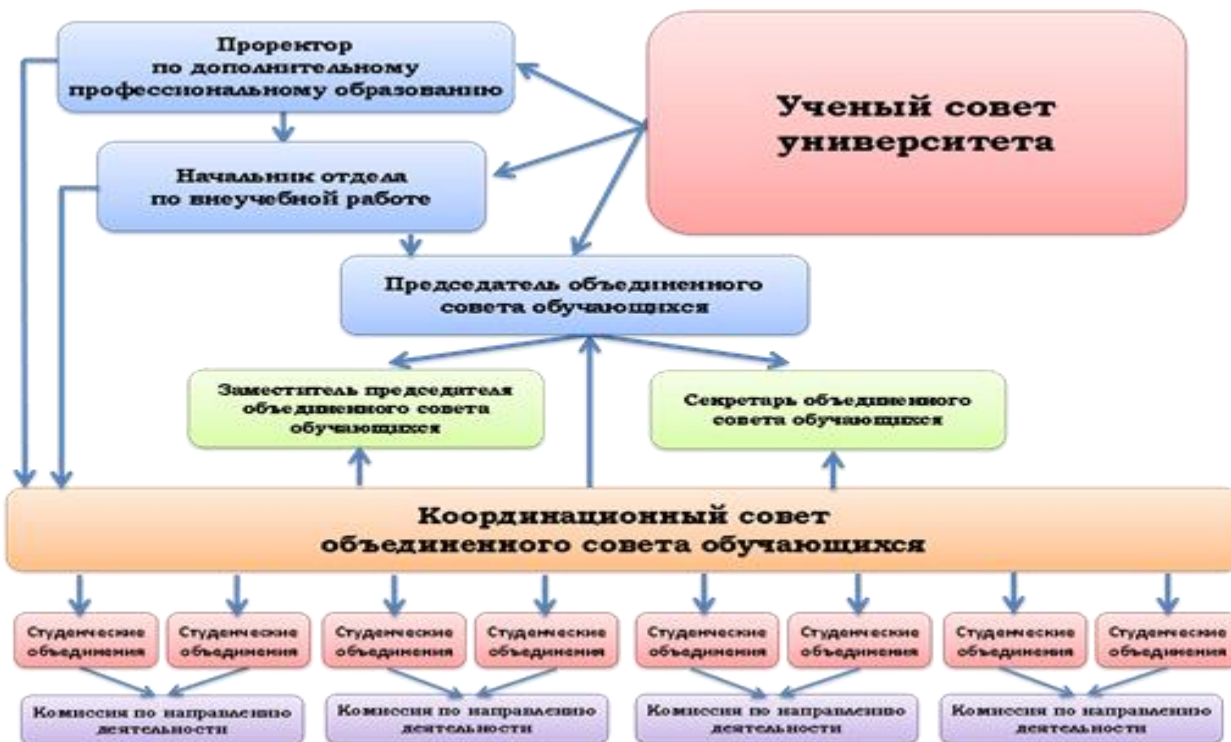 Проректор
по дополнительному
профессиональному образованию
Ученый совет
университета
Начальник отдела
по внеучебной работе
Председатель объединенного
совета обучающихся
Заместитель председателя
объединенного совета
обучающихся
Секретарь объединенного
совета обучающихся
Координационный совет
объединенного совета обучающихся
Студенческие
объединения
Студенческие
объединения
Студенческие
объединения
Студенческие
объединения
Студенческие
объединения
Студенческие
объединения
Студенческие
объединения
Студенческие
объединения
Комиссия по направлению
деятельности
Комиссия по направлению
деятельности
Комиссия по направлению
деятельности
Комиссия по направлению
деятельности